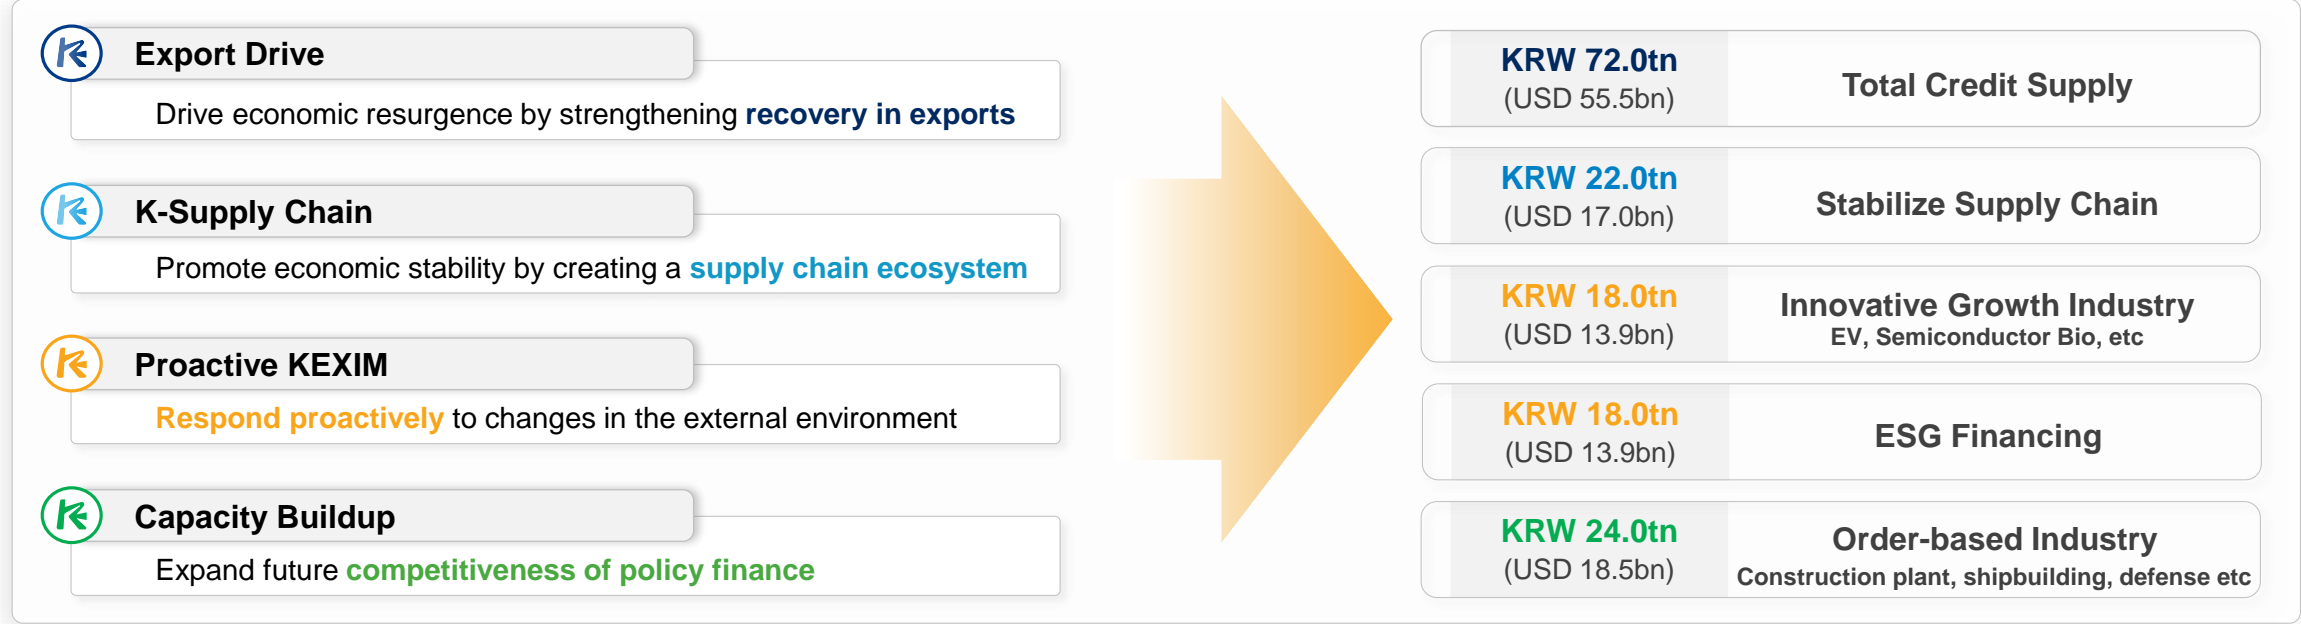 Export Drive
Drive economic resurgence by strengthening recovery in exports
K-Supply Chain
Promote economic stability by creating a supply chain ecosystem
Proactive KEXIM
Respond proactively to changes in the external environment
Capacity Buildup
Expand future competitiveness of policy finance
KRW 72.0tn
(USD 55.5bn)
Total Credit Supply
KRW 22.0tn
(USD 17.0bn)
Stabilize Supply Chain
KRW 18.0tn
(USD 13.9bn)
Innovative Growth Industry
EV, Semiconductor Bio, etc
KRW 18.0tn
(USD 13.9bn)
ESG Financing
KRW 24.0tn
(USD 18.5bn)
Order-based Industry
Construction plant, shipbuilding, defense etc